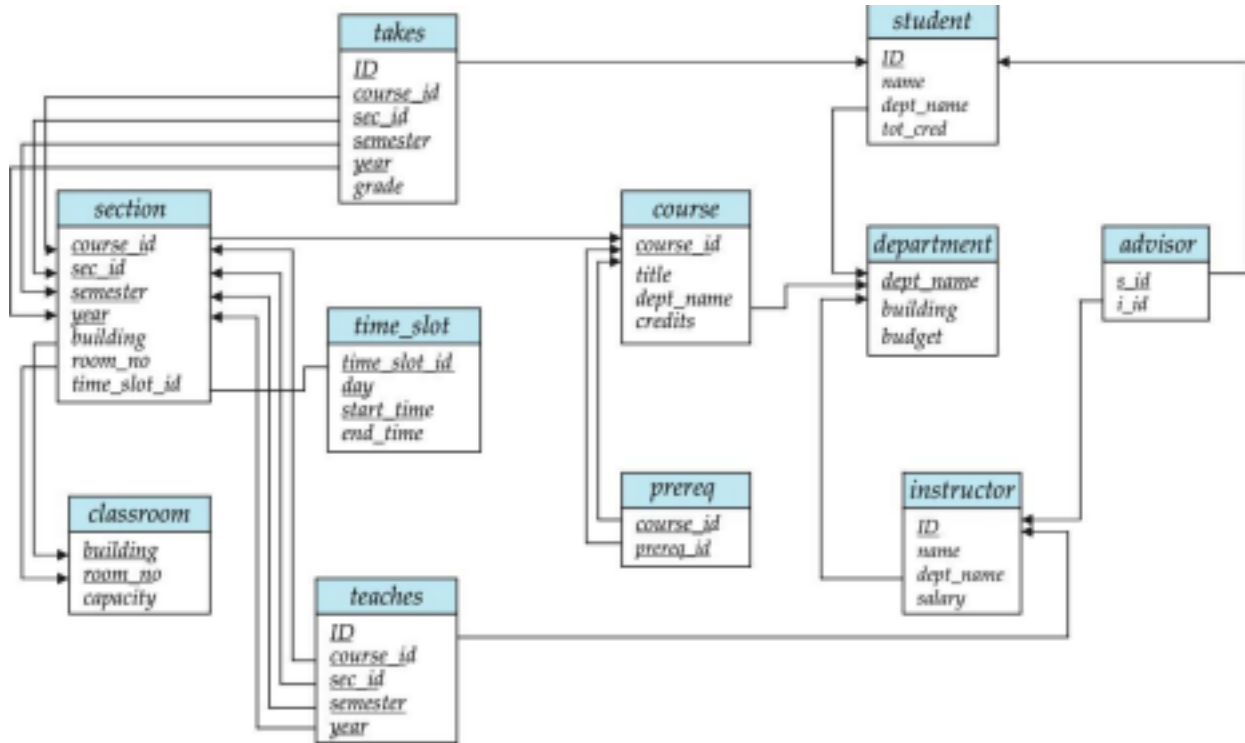 takes
ID
course_id
sec_id
semester
year
grade
student
ID
name
dept_name
tot_cred
section
course_id
sec_id
semester
year
building
room_no
time_slot_id
course
course_id
title
dept_name
credits
department
dept_name
building
budget
advisor
s_id
i_id
time_slot
time_slot_id
day
start_time
end_time
prereq
course_id
prereq_id
instructor
ID
name
dept_name
salary
classroom
building
room_no
capacity
teaches
ID
course_id
sec_id
semester
year